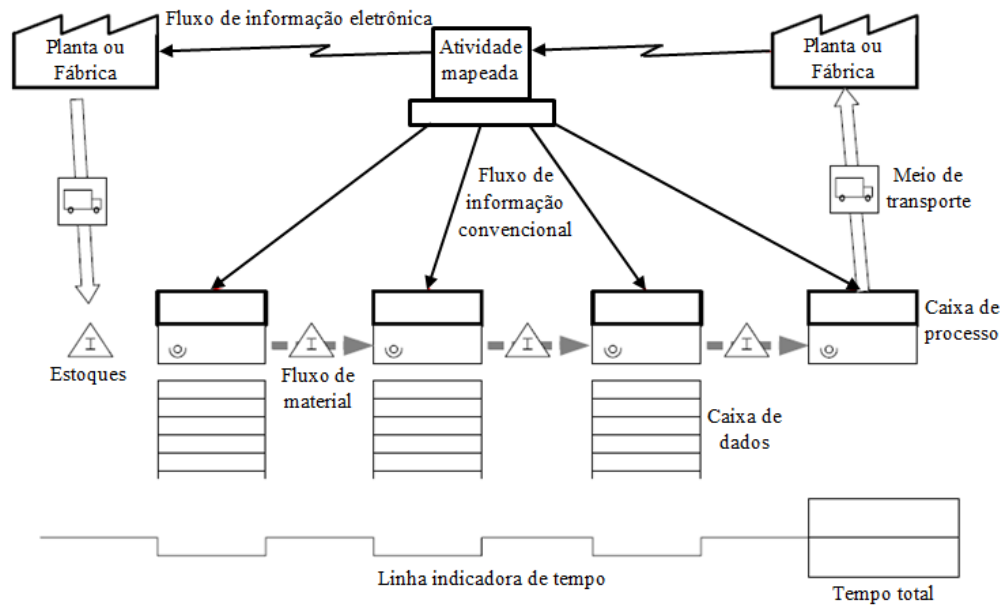 Fluxo de informação eletrônica
Planta ou
Fábrica
Atividade
mapeada
Planta ou
Fábrica
Fluxo de
informação
convencional
Meio de
transporte
I
Estoques
I
I
I
Caixa de
processo
Fluxo de
material
Caixa de
dados
Linha indicadora de tempo
Tempo total